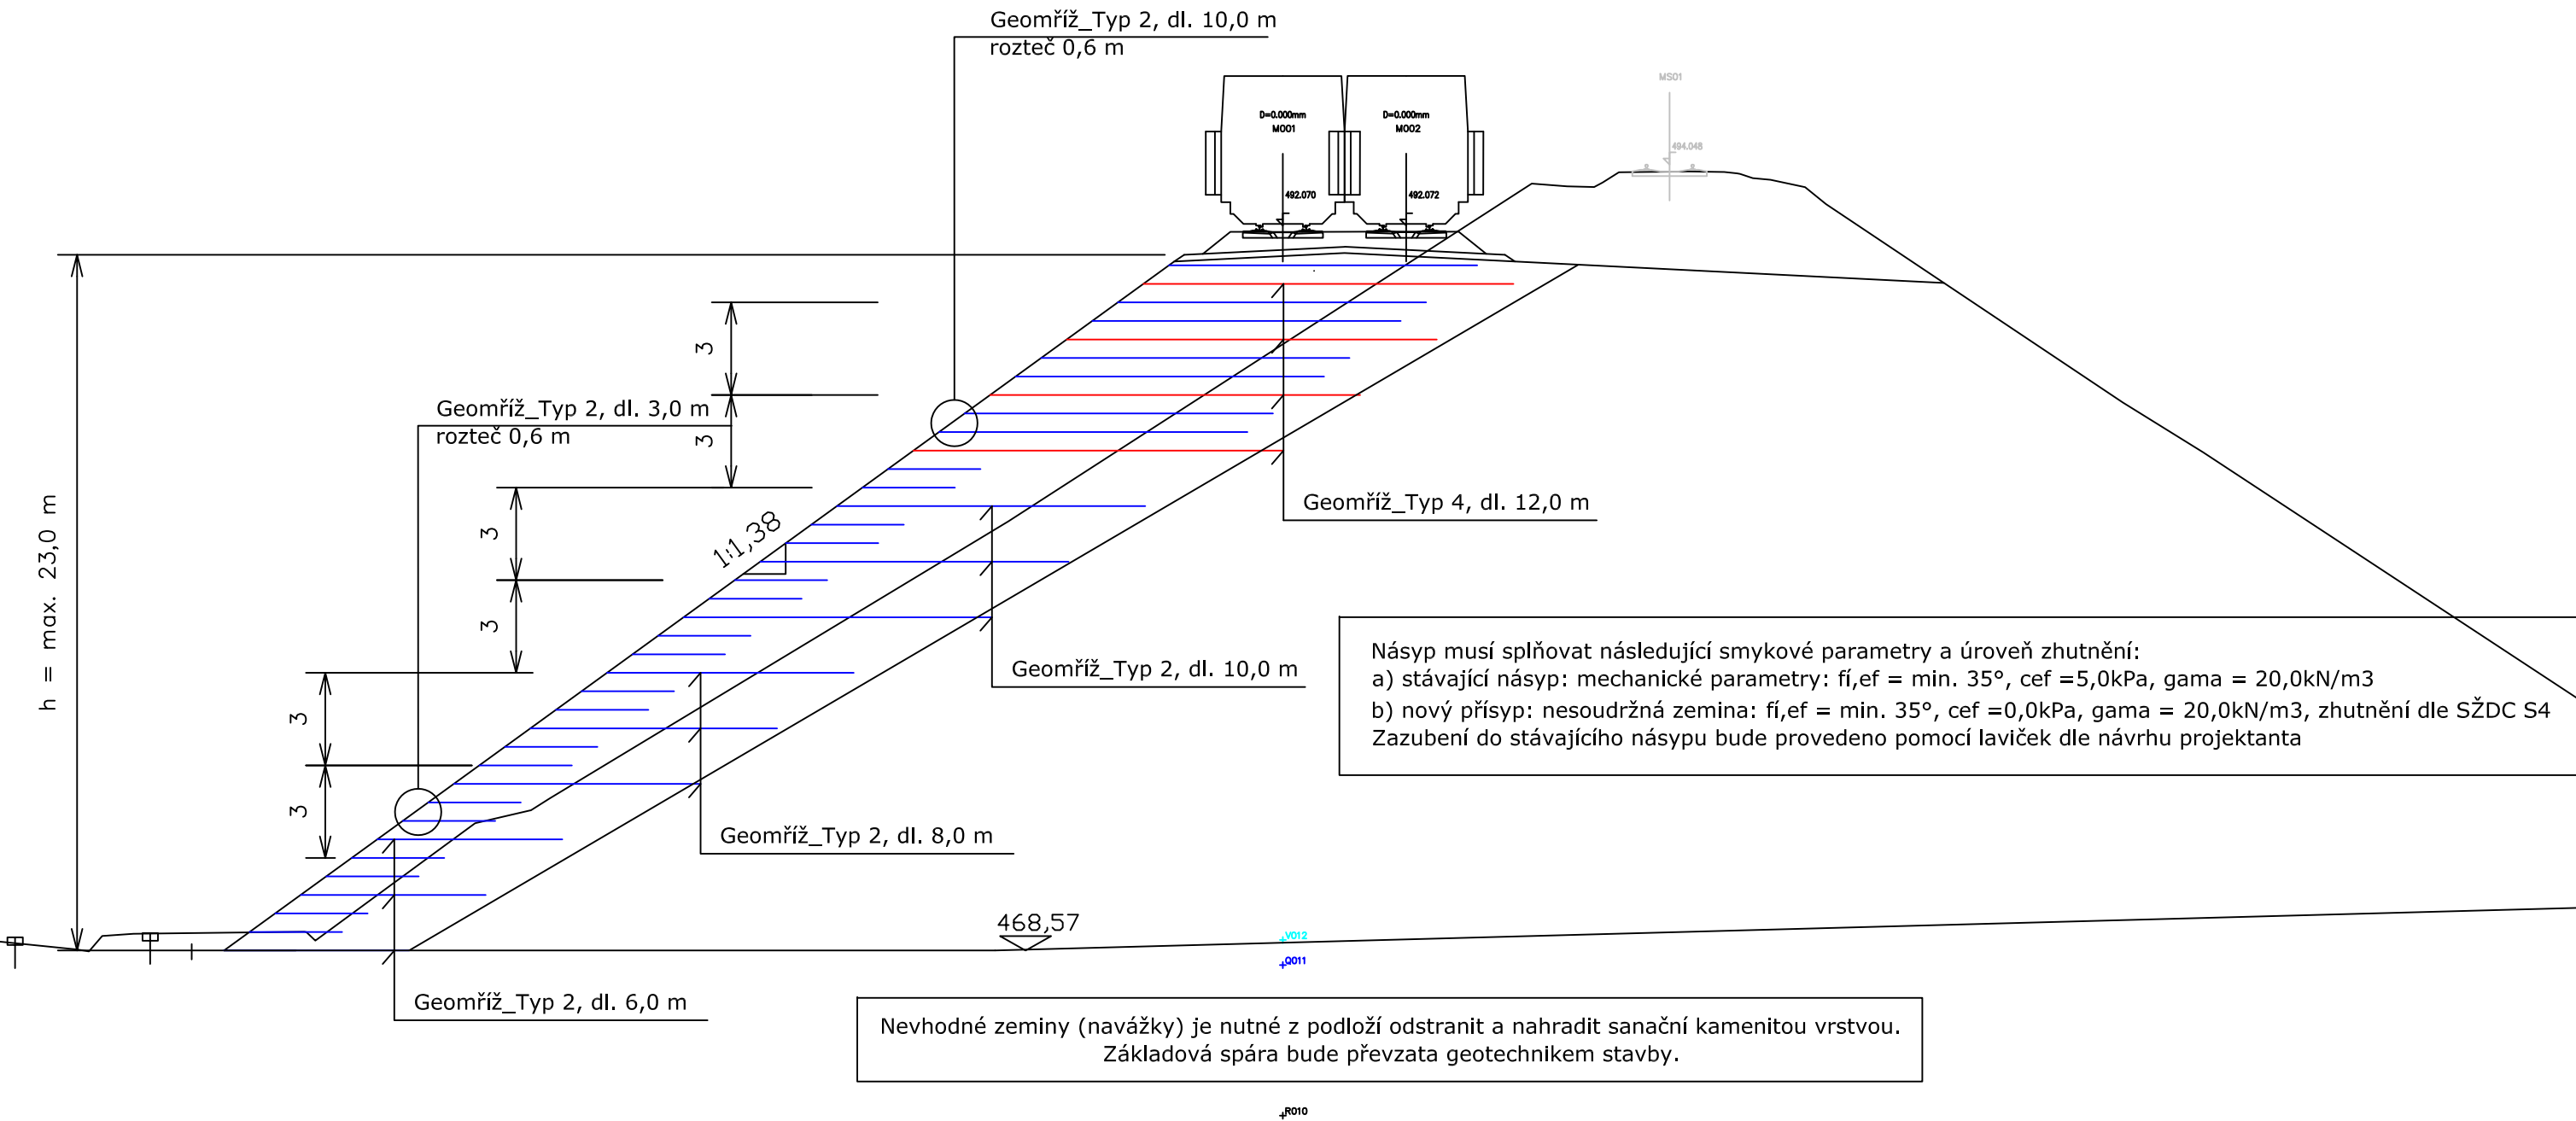 Geomříž_Typ 2, dl. 10,0 m
rozteč 0,6 m
MS01
D=0.000mm
M001
D=0.000mm
M002
494.048
492.070
492.072
3
Geomříž_Typ 2, dl. 3,0 m
rozteč 0,6 m
3
h = max. 23,0 m
1:1,38
3
Geomříž_Typ 4, dl. 12,0 m
3
Geomříž_Typ 2, dl. 10,0 m
Násyp musí splňovat následující smykové parametry a úroveň zhutnění:
a) stávající násyp: mechanické parametry: fí,ef = min. 35°, cef =5,0kPa, gama = 20,0kN/m3
b) nový přísyp: nesoudržná zemina: fí,ef = min. 35°, cef =0,0kPa, gama = 20,0kN/m3, zhutnění dle SŽDC S4
Zazubení do stávajícího násypu bude provedeno pomocí laviček dle návrhu projektanta
3
3
Geomříž_Typ 2, dl. 8,0 m
468,57
V012
Q011
Geomříž_Typ 2, dl. 6,0 m
Nevhodné zeminy (navážky) je nutné z podloží odstranit a nahradit sanační kamenitou vrstvou.
Základová spára bude převzata geotechnikem stavby.
R010